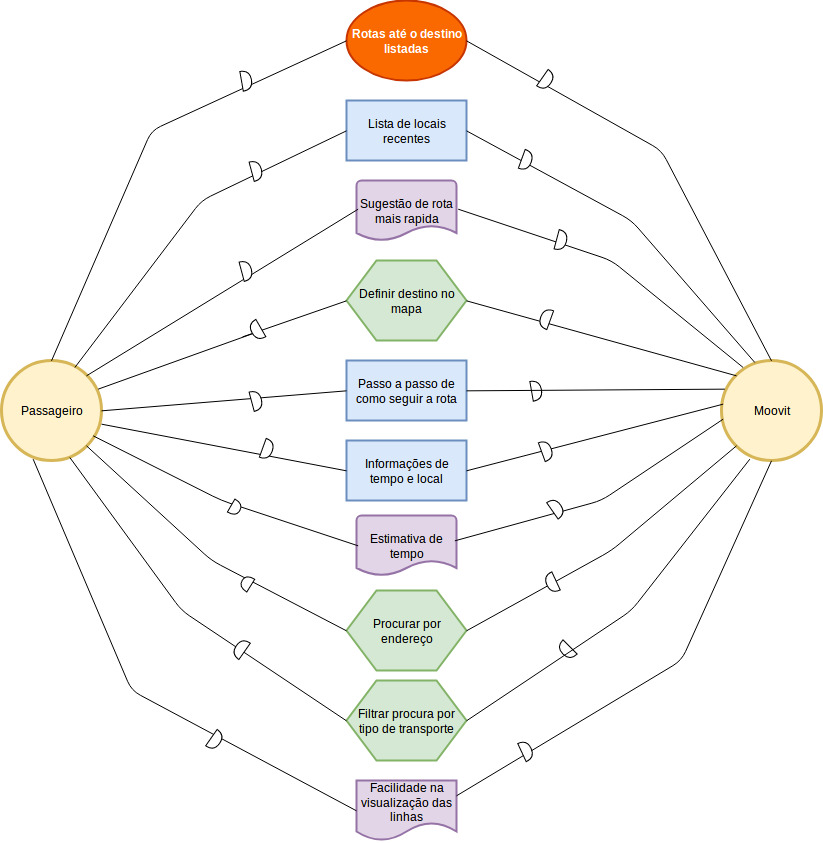 Rotas até o destino
listadas
Lista de locais
recentes
Sugestão de rota
mais rapida
Definir destino no
mapa
Passageiro
Passo a passo de
como seguir a rota
Moovit
Informações de
tempo e local
Estimativa de
tempo
Procurar por
endereço
Filtrar procura por
tipo de transporte
Facilidade na
visualização das
linhas